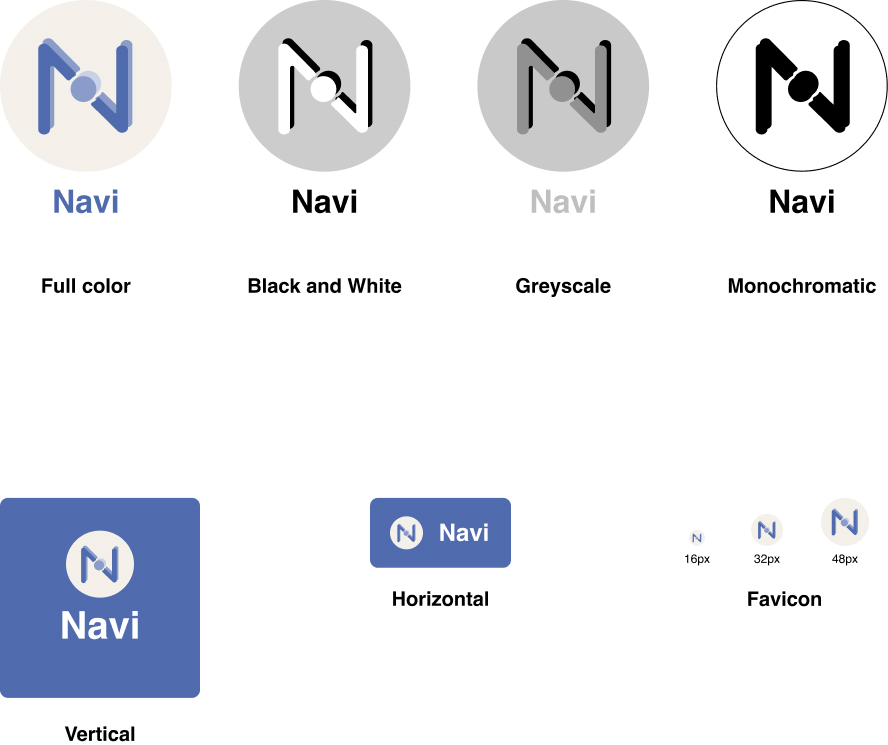 Navi
Navi
Navi
Navi
Full color
Black and White
Greyscale
Monochromatic
Navi
Vertical
Navi
Horizontal
16px
32px
48px
Favicon